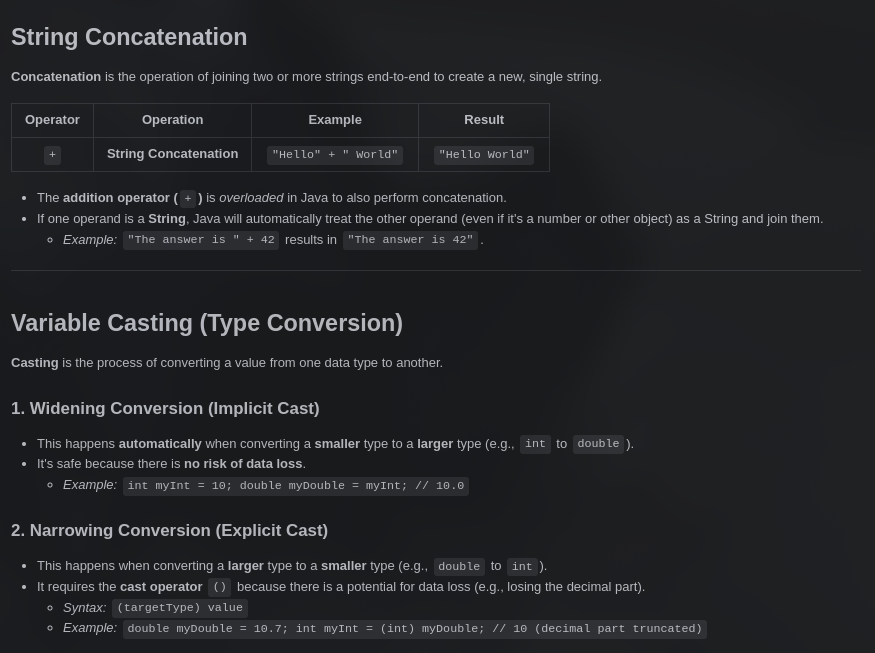 String Concatenation
Concatenation is the operation of joining two or more strings end-to-end to create a new, single string.
Operator Operation Example Result
+ String Concatenation "Hello" + " World" "Hello World"
The addition operator ( + ) is overloaded in Java to also perform concatenation.
If one operand is a String, Java will automatically treat the other operand (even if it's a number or other object) as a String and join them.
Example: "The answer is " + 42 results in "The answer is 42" .
Variable Casting (Type Conversion)
Casting is the process of converting a value from one data type to another.
1. Widening Conversion (Implicit Cast)
This happens automatically when converting a smaller type to a larger type (e.g., int to double ).
It's safe because there is no risk of data loss.
Example: int myInt = 10; double myDouble = myInt; // 10.0
2. Narrowing Conversion (Explicit Cast)
This happens when converting a larger type to a smaller type (e.g., double to int ).
It requires the cast operator () because there is a potential for data loss (e.g., losing the decimal part).
Syntax: (targetType) value
Example: double myDouble = 10.7; int myInt = (int) myDouble; // 10 (decimal part truncated)